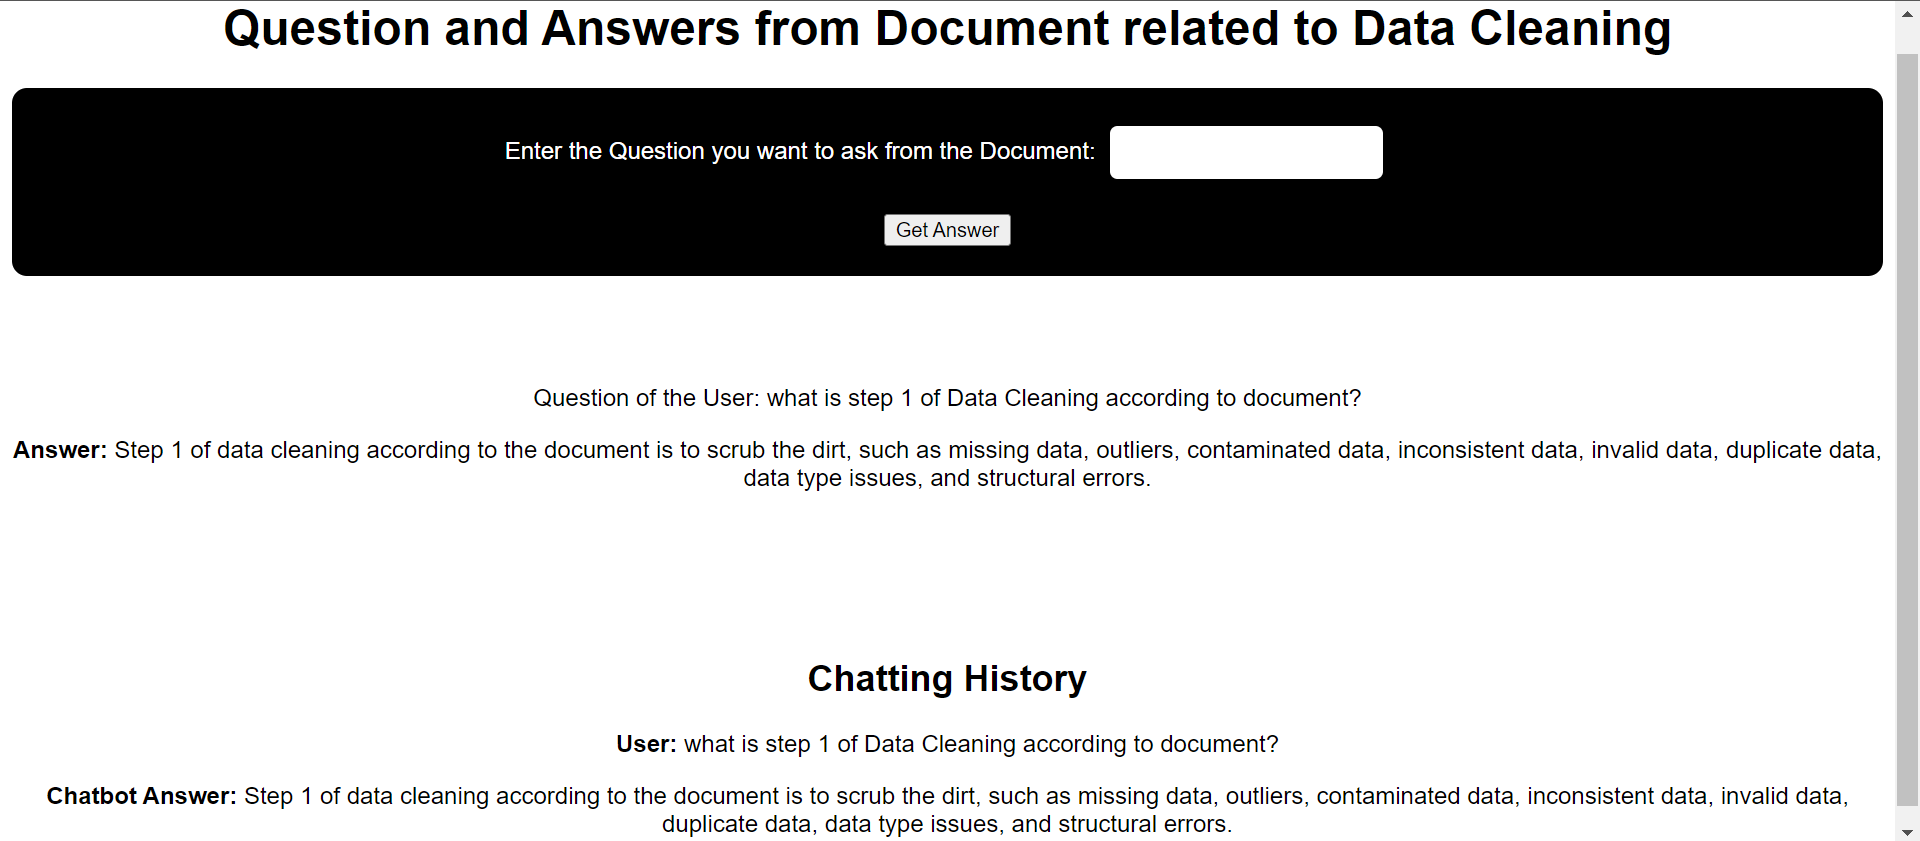 Question and Answers from Document related to Data Cleaning
Enter the Question you want to ask from the Document:
Get Answer
Question of the User: what is step 1 of Data Cleaning according to document?
Answer: Step 1 of data cleaning according to the document is to scrub the dirt, such as missing data, outliers, contaminated data, inconsistent data, invalid data, duplicate data,
data type issues, and structural errors.
Chatting History
User: what is step 1 of Data Cleaning according to document?
Chatbot Answer: Step 1 of data cleaning according to the document is to scrub the dirt, such as missing data, outliers, contaminated data, inconsistent data, invalid data,
duplicate data, data type issues, and structural errors.